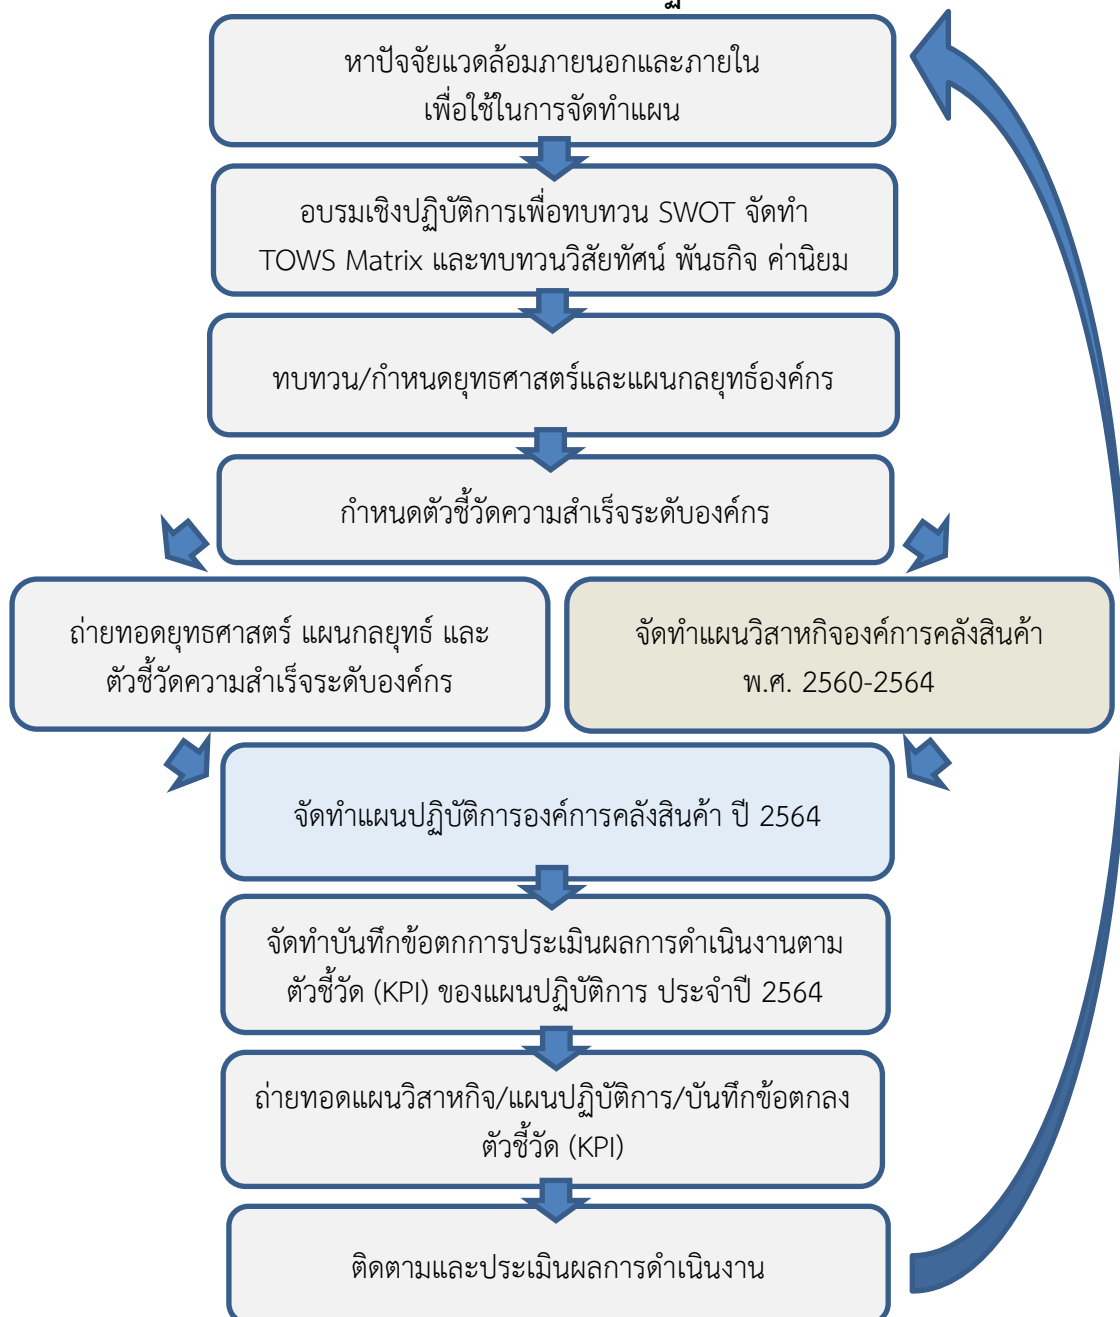 หาปัจจัยแวดล้อมภายนอกและภายใน
เพื่อใช้ในการจัดทำแผน
อบรมเชิงปฏิบัติการเพื่อทบทวน SWOT จัดทำ
TOWS Matrix และทบทวนวิสัยทัศน์ พันธกิจ ค่านิยม
ทบทวน/กำหนดยุทธศาสตร์และแผนกลยุทธ์องค์กร
กำหนดตัวชี้วัดความสำเร็จระดับองค์กร
ถ่ายทอดยุทธศาสตร์ แผนกลยุทธ์ และ
ตัวชี้วัดความสำเร็จระดับองค์กร
จัดทำแผนวิสาหกิจองค์การคลังสินค้า
พ.ศ. 2560-2564
จัดทำแผนปฏิบัติการองค์การคลังสินค้า ปี 2564
จัดทำบันทึกข้อตกการประเมินผลการดำเนินงานตาม
ตัวชี้วัด (KPI) ของแผนปฏิบัติการ ประจำปี 2564
ถ่ายทอดแผนวิสาหกิจ/แผนปฏิบัติการ/บันทึกข้อตกลง
ตัวชี้วัด (KPI)
ติดตามและประเมินผลการดำเนินงาน